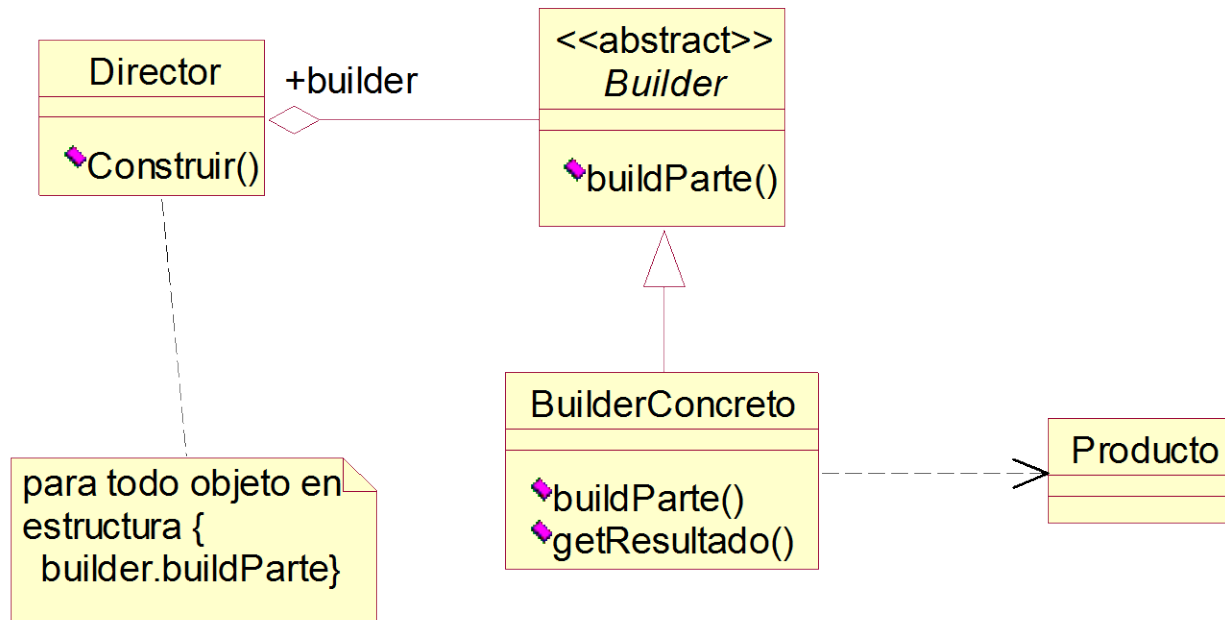 Director
Construir()
+builder
<<abstract>>
Builder
buildParte()
BuilderConcreto
buildParte()
getResultado()
Producto
para todo objeto en
estructura {
builder.buildParte}